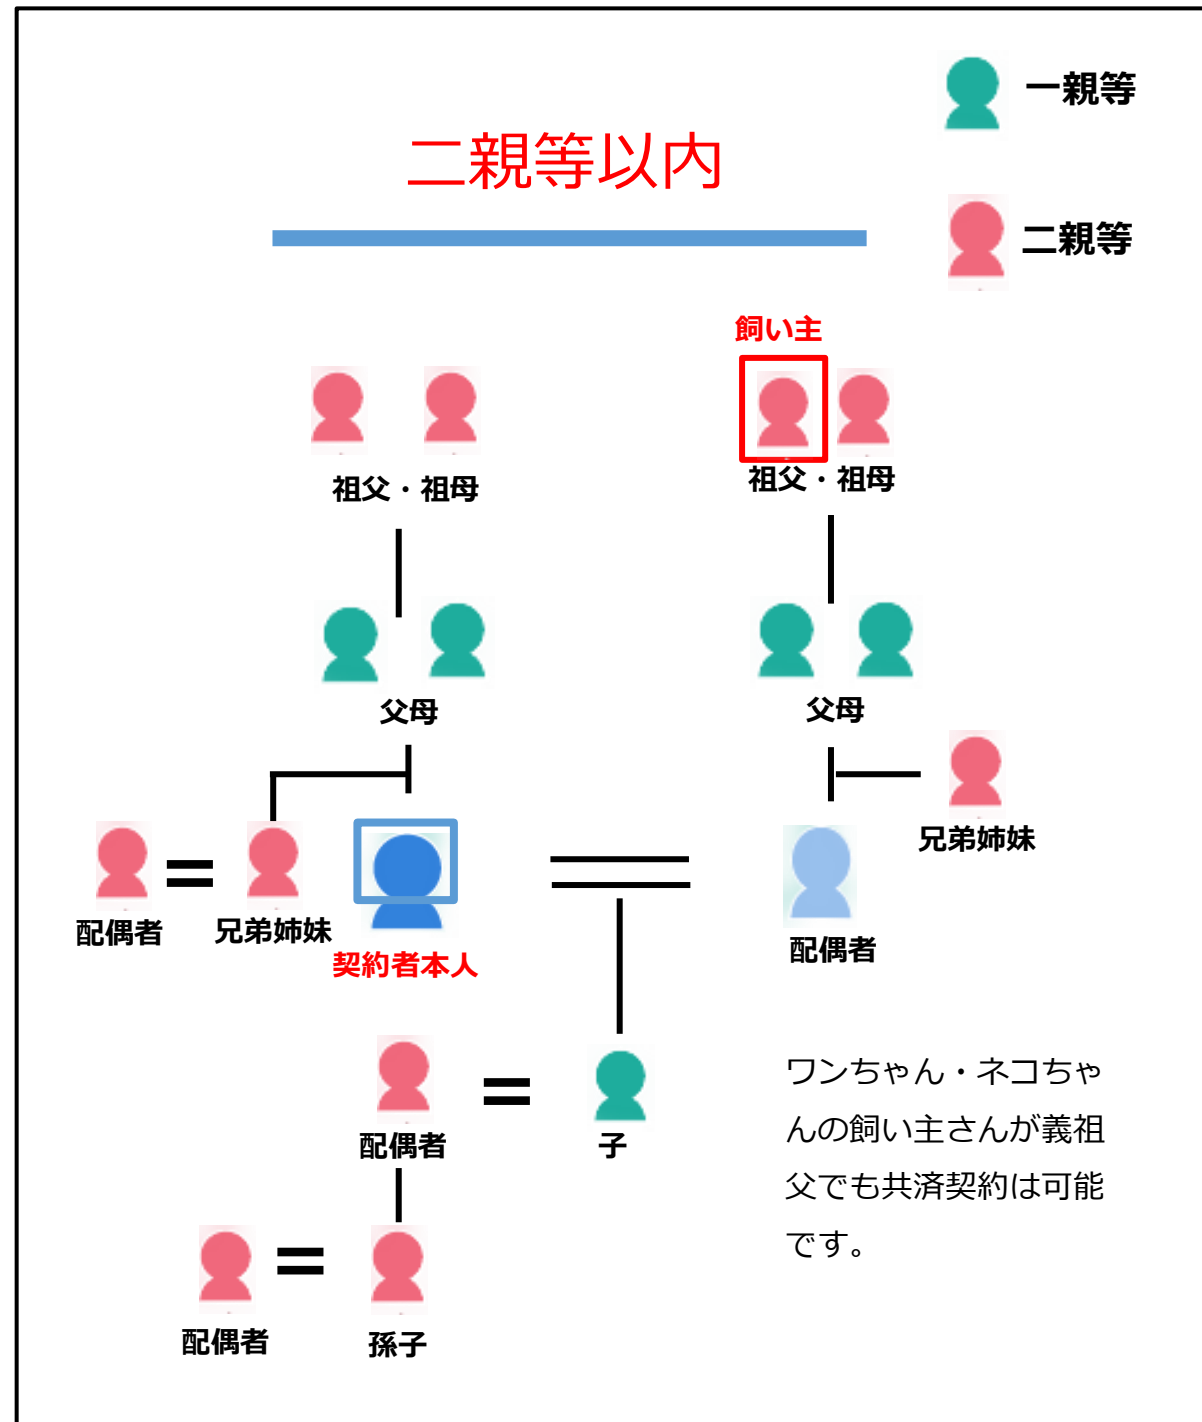 一親等
二親等以内
二親等
飼い主
祖父・祖母
祖父・祖母
父母
父母
兄弟姉妹
配偶者
兄弟姉妹
契約者本人
配偶者
配偶者
子
ワンちゃん・ネコちゃ
んの飼い主さんが義祖
父でも共済契約は可能
です。
配偶者
孫子